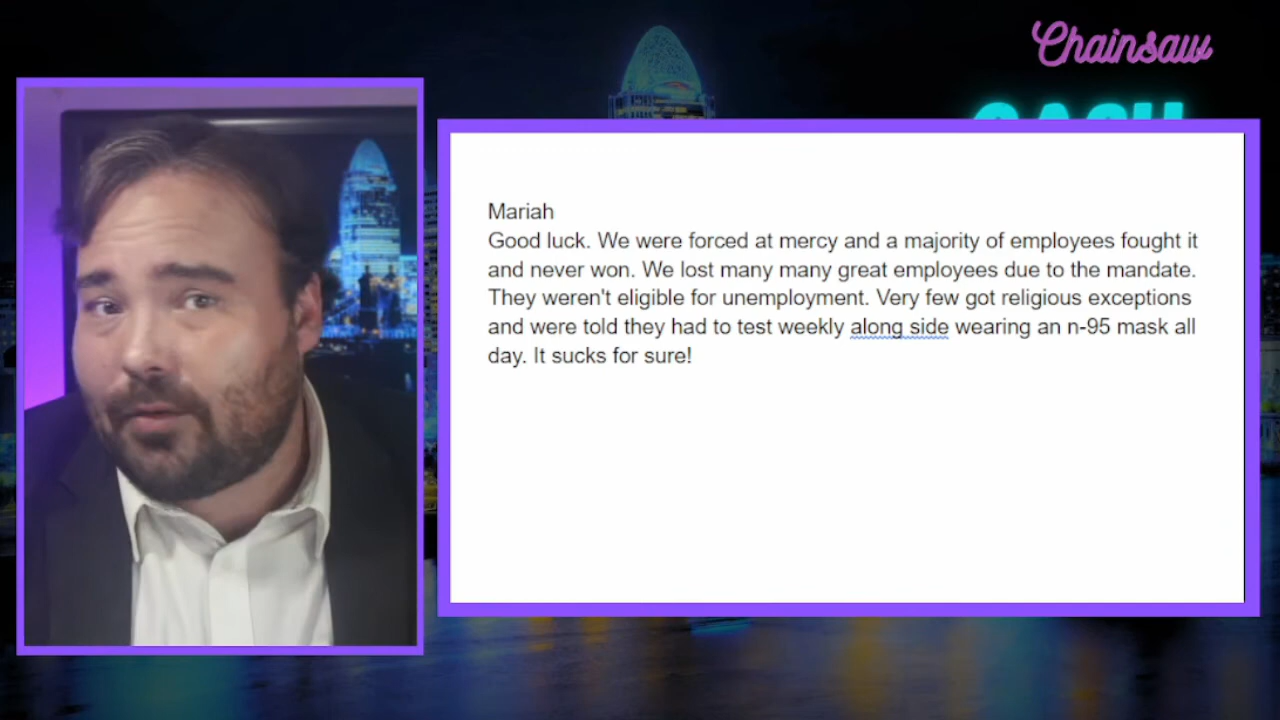 Chainsaw
CASH
Mariah
Good luck. We were forced at mercy and a majority of employees fought it
and never won. We lost many many great employees due to the mandate.
They weren't eligible for unemployment. Very few got religious exceptions
and were told they had to test weekly along side wearing an n-95 mask all
day. It sucks for sure!